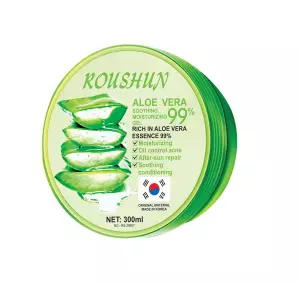 ROUSHUN
ALOE VERA
SOOTHING
MOISTURIZING
GEL
99%
RICH IN ALOE VERA
ESSENCE 99%
Moisturizing
Oil control acne
After-sun repair
Soothing
conditioning
ORIGINAL MATERIAL
MADE IN KOREA
NET: 300ml